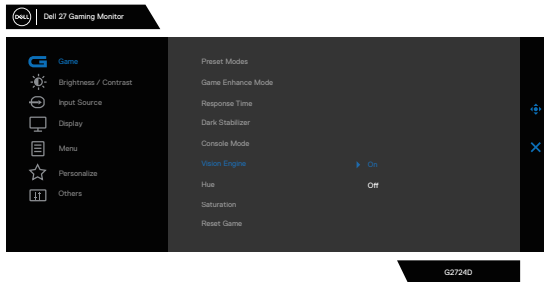 DELL Dell 27 Gaming Monitor
Game
Brightness / Contrast
Input Source
Display
Menu
Personalize
Others
Preset Modes
Game Enhance Mode
Response Time
Dark Stabilizer
Console Mode
Vision Engine
On
Hue
Off
Saturation
Reset Game
G2724D